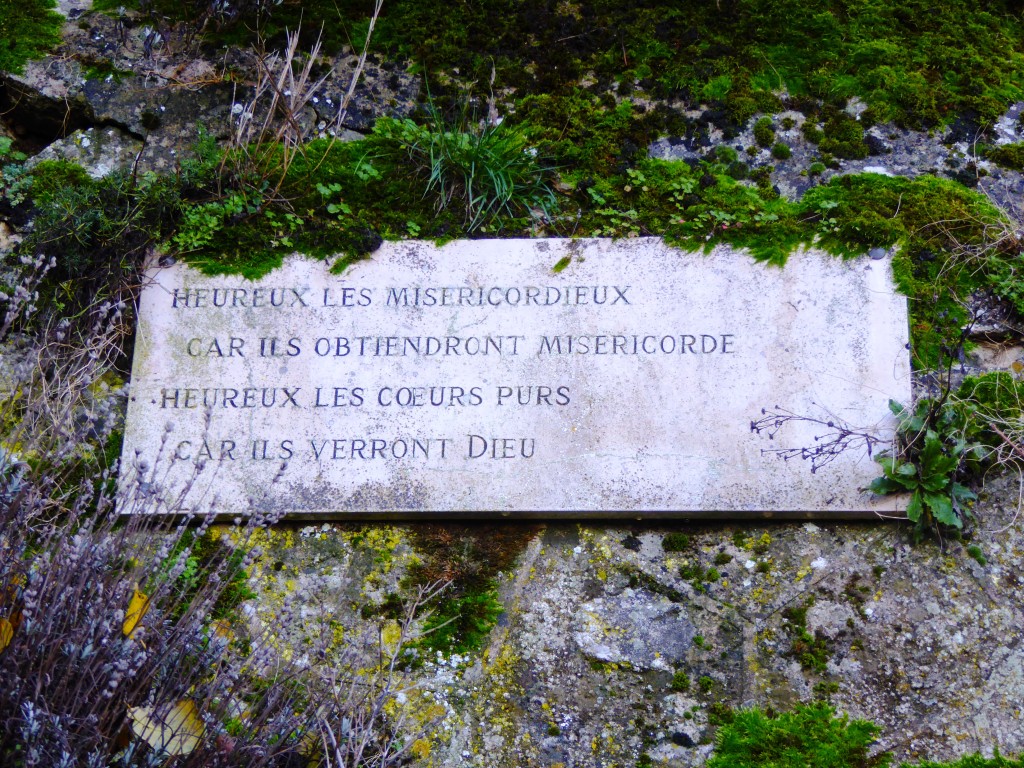 HEUREUX LES MISERICORDIEUX
CAR ILS OBTIENDRONT MISERICORDE
HEUREUX LES CŒURS PURS
CAR ILS VERRONT DIEU